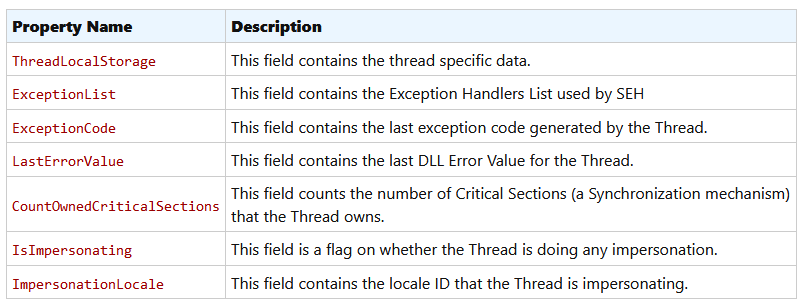 Property Name Description
ThreadLocalStorage This field contains the thread specific data.
ExceptionList This field contains the Exception Handlers List used by SEH
ExceptionCode This field contains the last exception code generated by the Thread.
LastErrorValue This field contains the last DLL Error Value for the Thread.
CountOwnedCriticalSections This field counts the number of Critical Sections (a Synchronization mechanism)
that the Thread owns.
IsImpersonating This field is a flag on whether the Thread is doing any impersonation.
ImpersonationLocale This field contains the locale ID that the Thread is impersonating.